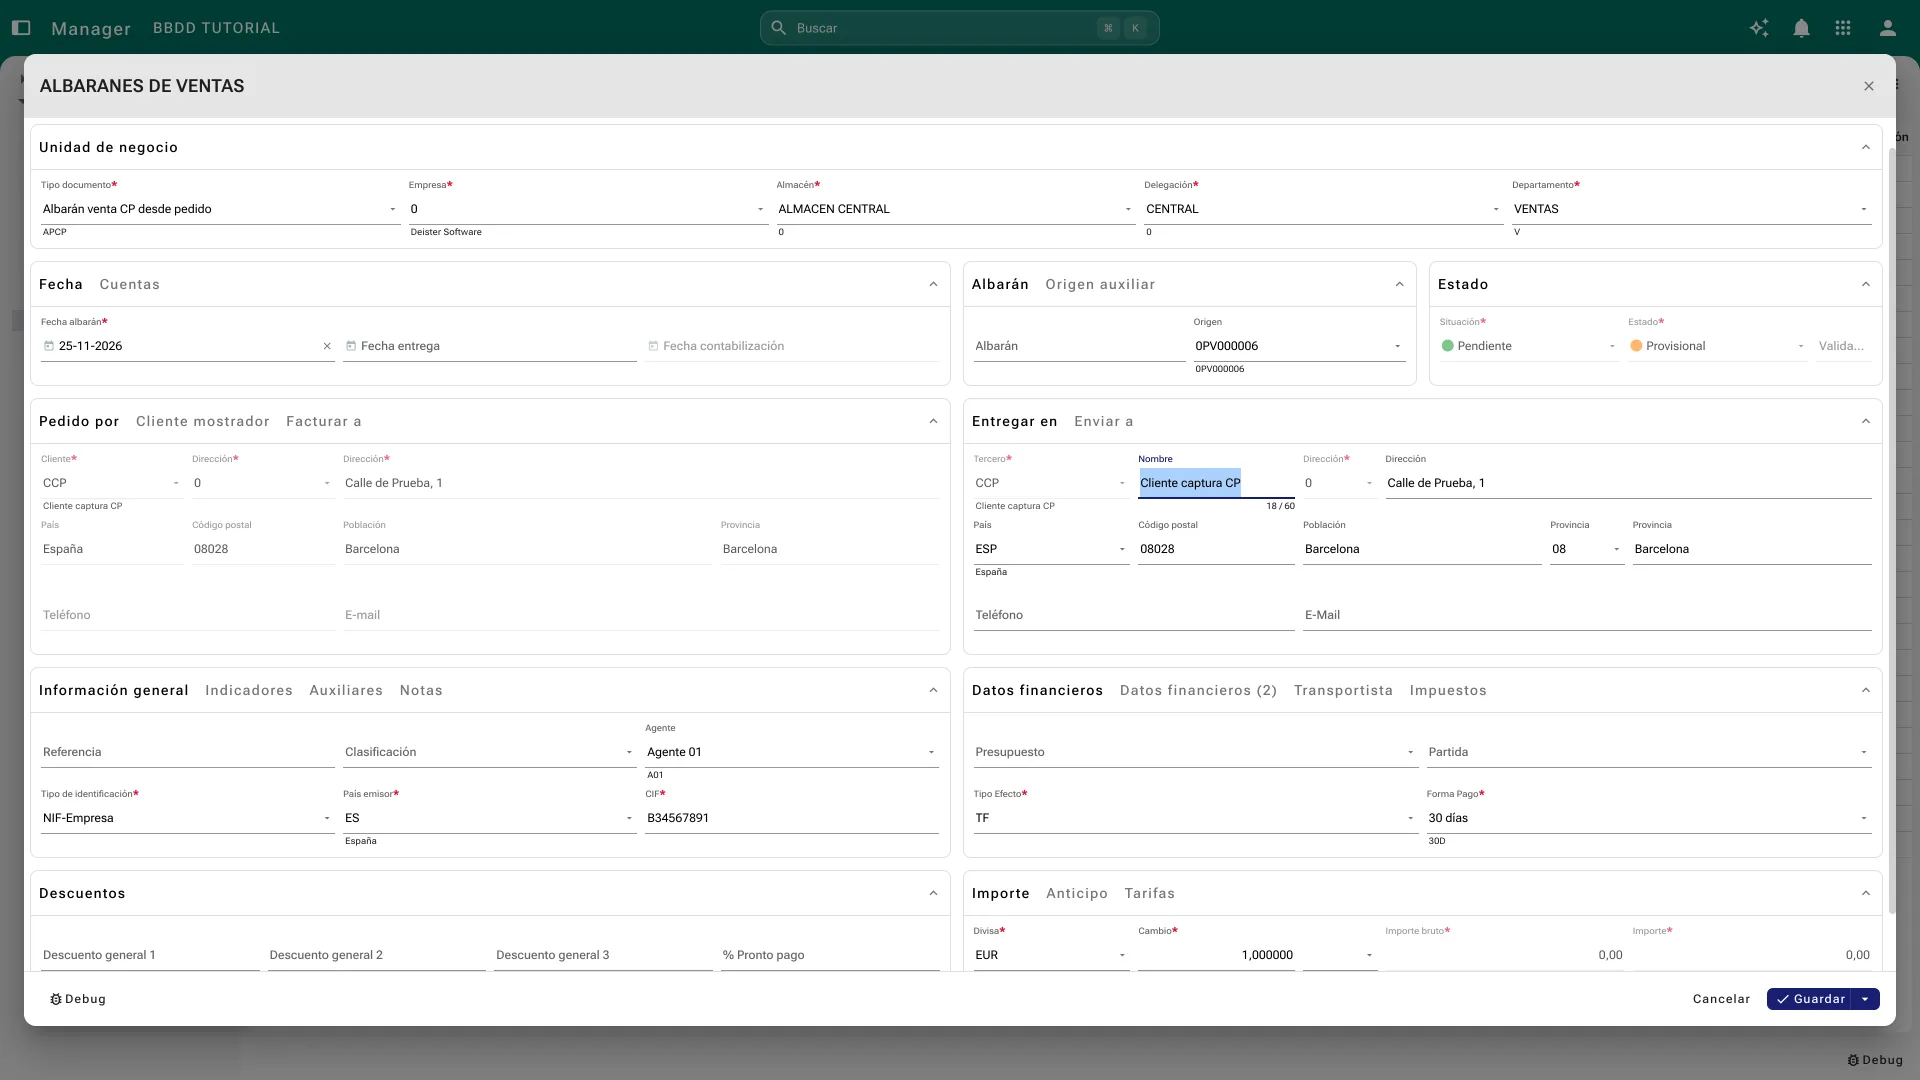 Manager BBDD TUTORIAL Buscar ⌘ K
ALBARANES DE VENTAS
Unidad de negocio
Tipo documento* Empresa* Almacén* Delegación* Departamento*
Albarán venta CP desde pedido 0 ALMACEN CENTRAL CENTRAL VENTAS
APCP Deister Software 0 0 V
Fecha Cuentas Albarán Origen auxiliar Estado
Fecha albarán* Origen Situación* Estado*
25-11-2026 Fecha entrega Fecha contabilización Albarán 0PV000006 Pendiente Provisional Valida...
0PV000006
Pedido por Cliente mostrador Facturar a Entregar en Enviar a
Cliente* Dirección* Dirección* Tercero* Nombre Dirección* Dirección
CCP 0 Calle de Prueba, 1 CCP Cliente captura CP 0 Calle de Prueba, 1
Cliente captura CP Cliente captura CP 18 / 60
País Código postal Población Provincia País Código postal Población Provincia Provincia
España 08028 Barcelona Barcelona ESP 08028 Barcelona 08 Barcelona
España
Teléfono E-mail Teléfono E-Mail
Información general Indicadores Auxiliares Notas Datos financieros Datos financieros (2) Transportista Impuestos
Agente
Referencia Clasificación Agente 01 Presupuesto Partida
A01
Tipo de identificación* País emisor* CIF* Tipo Efecto* Forma Pago*
NIF-Empresa ES B34567891 TF 30 días
España 30D
Descuentos Importe Anticipo Tarifas
Divisa* Cambio* Importe bruto* Importe*
Descuento general 1 Descuento general 2 Descuento general 3 % Pronto pago EUR 1,000000 0,00 0,00
Debug Cancelar Guardar
Debug